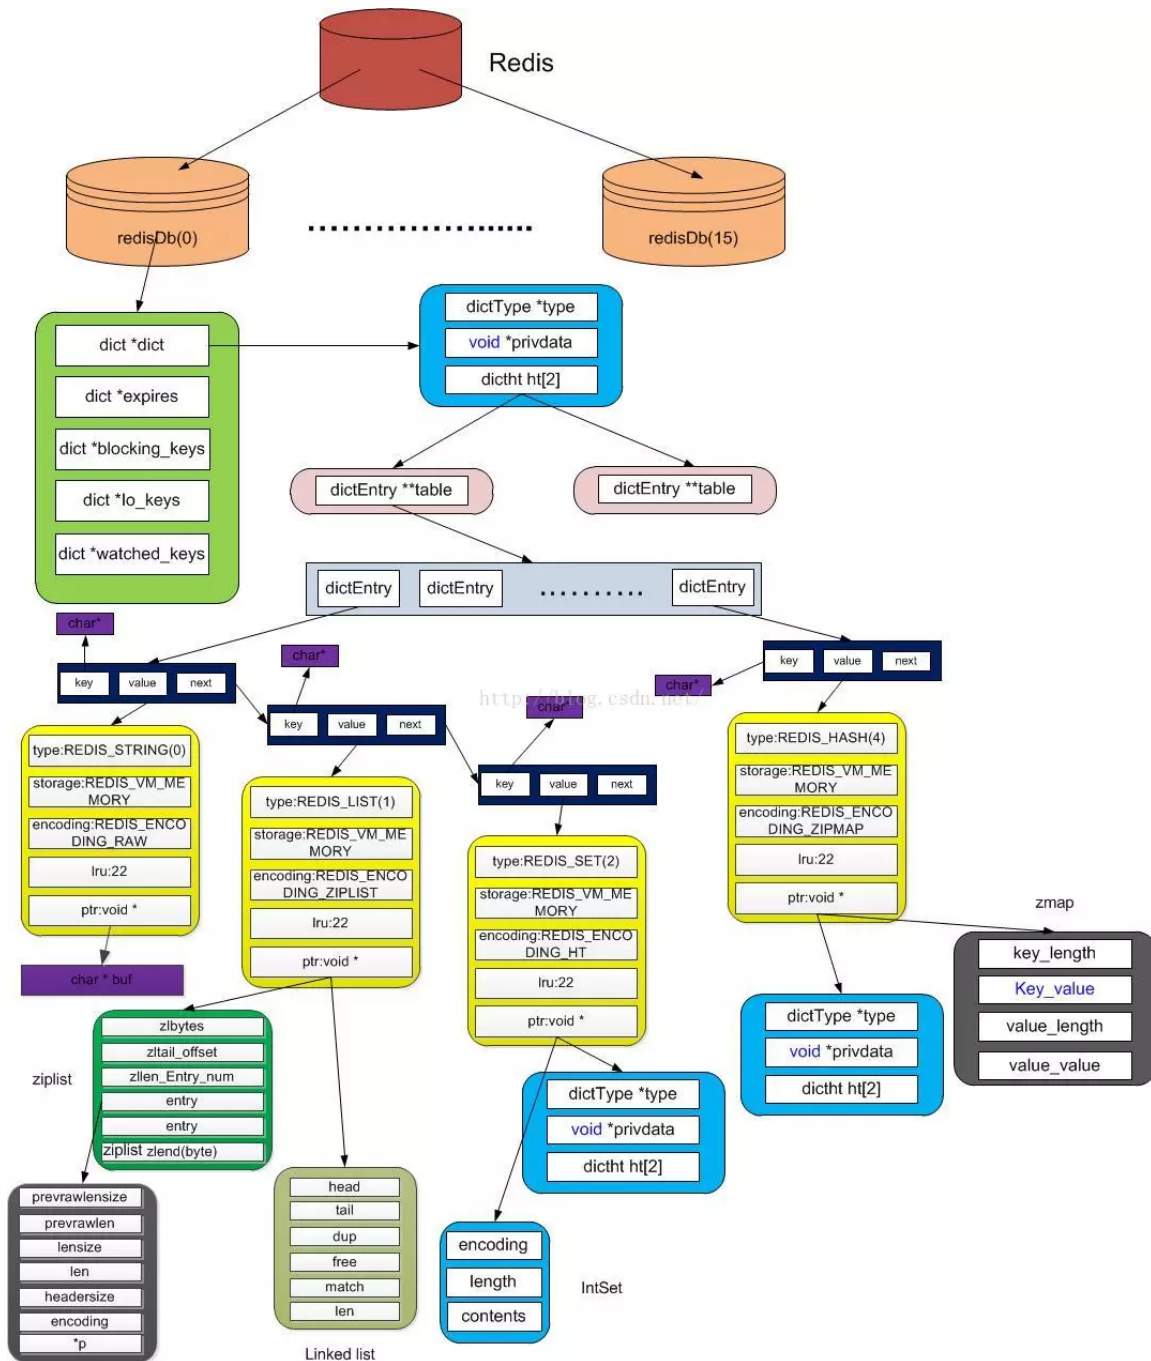 Redis
redisDb(0)
redisDb(15)
dict *dict
dict *expires
dict *blocking_keys
dict *lo_keys
dict *watched_keys
dictType *type
void *privdata
dictht ht[2]
dictEntry **table
dictEntry **table
dictEntry
dictEntry
dictEntry
char*
key
value
next
char*
key
value
next
http://blog.csdn.net/
char*
key
value
next
char*
key
value
next
type:REDIS_STRING(0)
storage:REDIS_VM_ME
MORY
encoding:REDIS_ENCO
DING_RAW
lru:22
ptr:void *
char * buf
type:REDIS_LIST(1)
storage:REDIS_VM_ME
MORY
encoding:REDIS_ENCO
DING_ZIPLIST
lru:22
ptr:void *
type:REDIS_SET(2)
storage:REDIS_VM_ME
MORY
encoding:REDIS_ENCO
DING_HT
lru:22
ptr:void *
type:REDIS_HASH(4)
storage:REDIS_VM_ME
MORY
encoding:REDIS_ENCO
DING_ZIPMAP
lru:22
ptr:void *
zmap
key_length
Key_value
value_length
value_value
dictType *type
void *privdata
dictht ht[2]
ziplist
zlbytes
zltail_offset
zllen_Entry_num
entry
entry
ziplist zlend(byte)
dictType *type
void *privdata
dictht ht[2]
prevrawlensize
prevrawlen
lensize
len
headersize
encoding
*p
head
tail
dup
free
match
len
Linked list
encoding
length
contents
IntSet